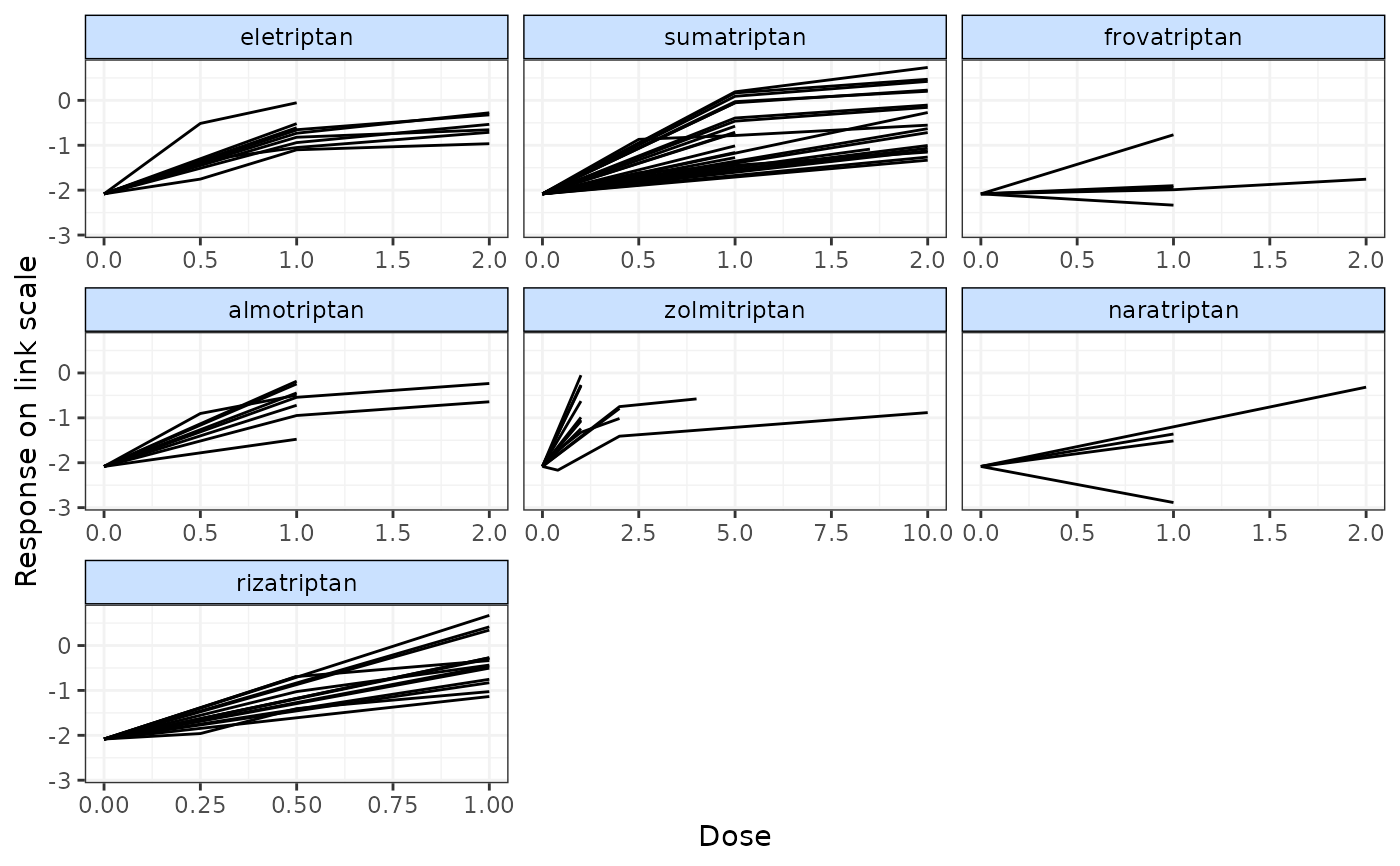 eletriptan sumatriptan frovatriptan
0
-1
-2
-3
0.0 0.5 1.0 1.5 2.0 0.0 0.5 1.0 1.5 2.0 0.0 0.5 1.0 1.5 2.0
almotriptan zolmitriptan naratriptan
0
-1
-2
-3
0.0 0.5 1.0 1.5 2.0 0.0 2.5 5.0 7.5 10.0 0.0 0.5 1.0 1.5 2.0
rizatriptan
0
-1
-2
-3
0.00 0.25 0.50 0.75 1.00
Response on link scale
Dose